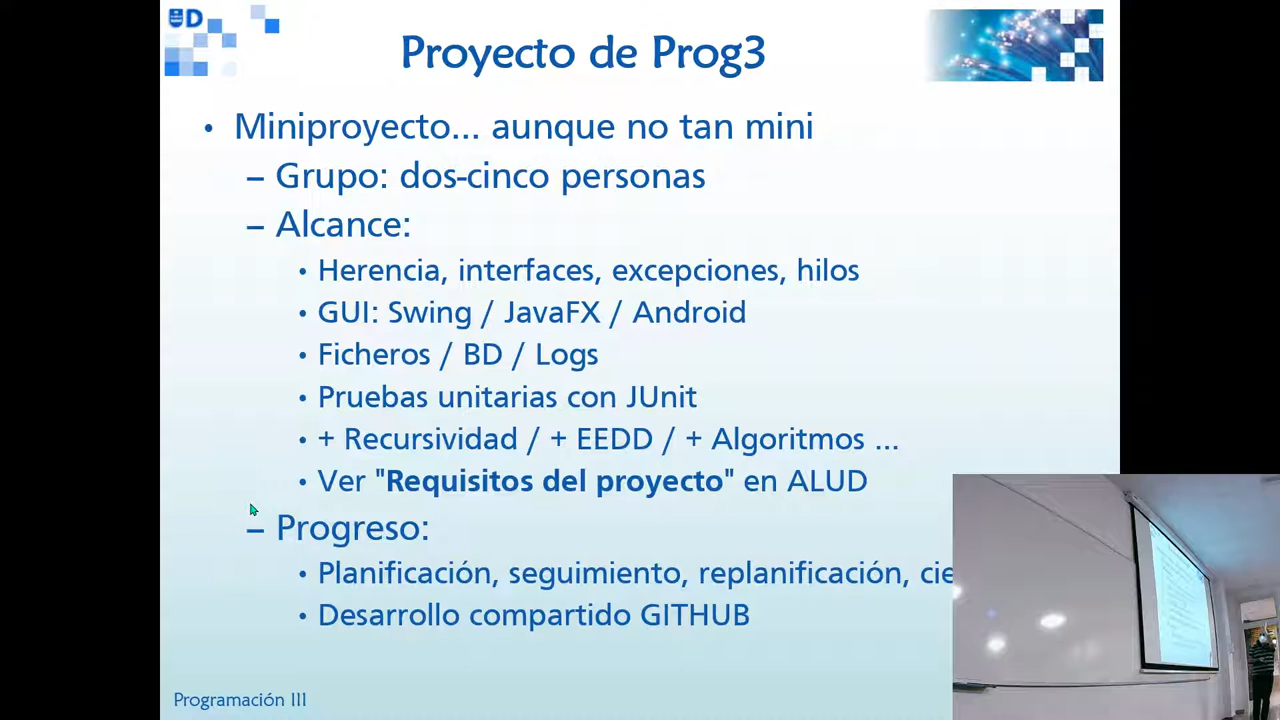 UD
Proyecto de Prog3
• Miniproyecto... aunque no tan mini
– Grupo: dos-cinco personas
– Alcance:
• Herencia, interfaces, excepciones, hilos
• GUI: Swing / JavaFX / Android
• Ficheros / BD / Logs
• Pruebas unitarias con JUnit
• + Recursividad / + EEDD / + Algoritmos ...
• Ver "Requisitos del proyecto" en ALUD
– Progreso:
• Planificación, seguimiento, replanificación, cie
• Desarrollo compartido GITHUB
Programación III